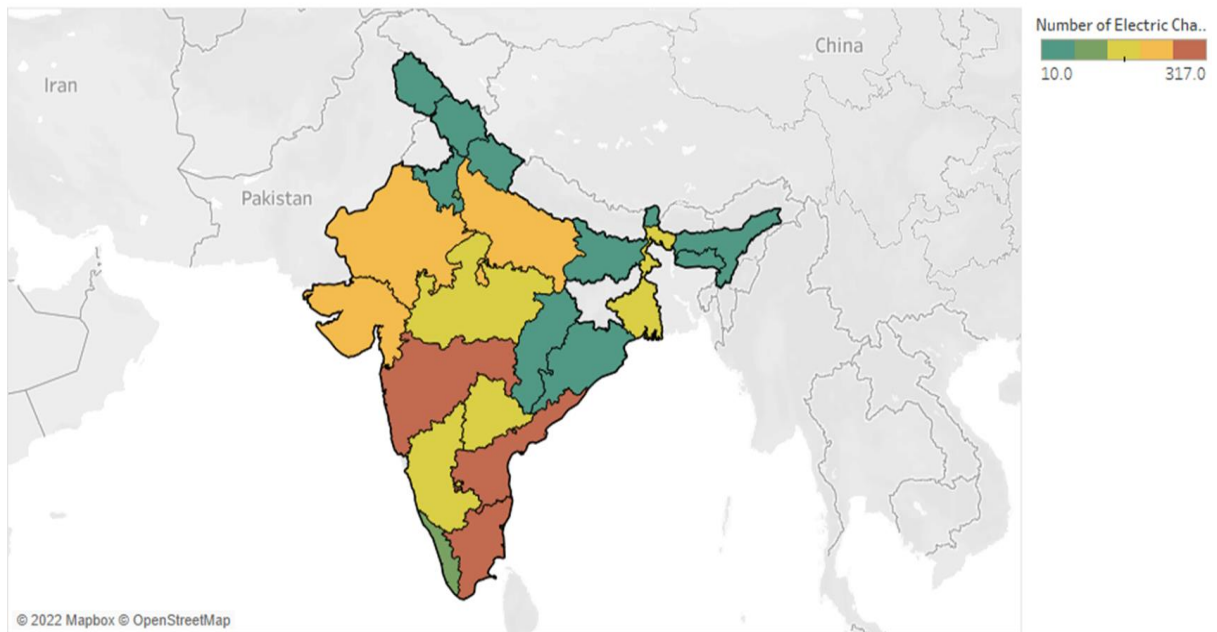 Number of Electric Cha..
10.0
317.0
China
Iran
Pakistan
© 2022 Mapbox © OpenStreetMap